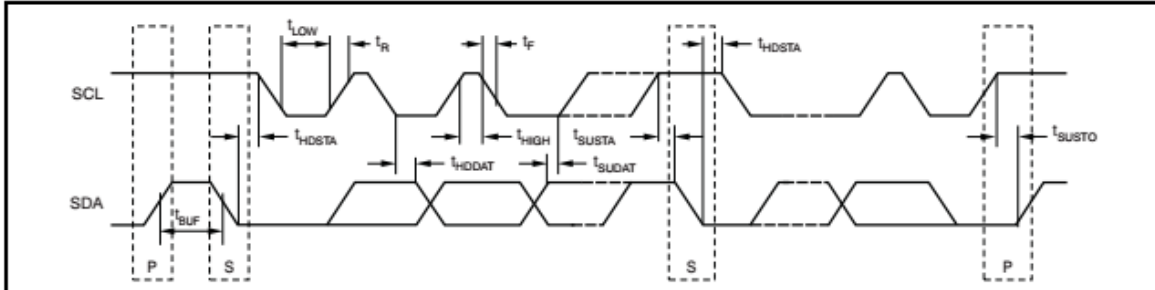 tLOW
tR
tF
tHDSTA
SCL
tHDSTA
tHIGH
tSUSTA
tSUSTO
tHDDAT
tSUDAT
SDA
tBUF
P
S
S
P